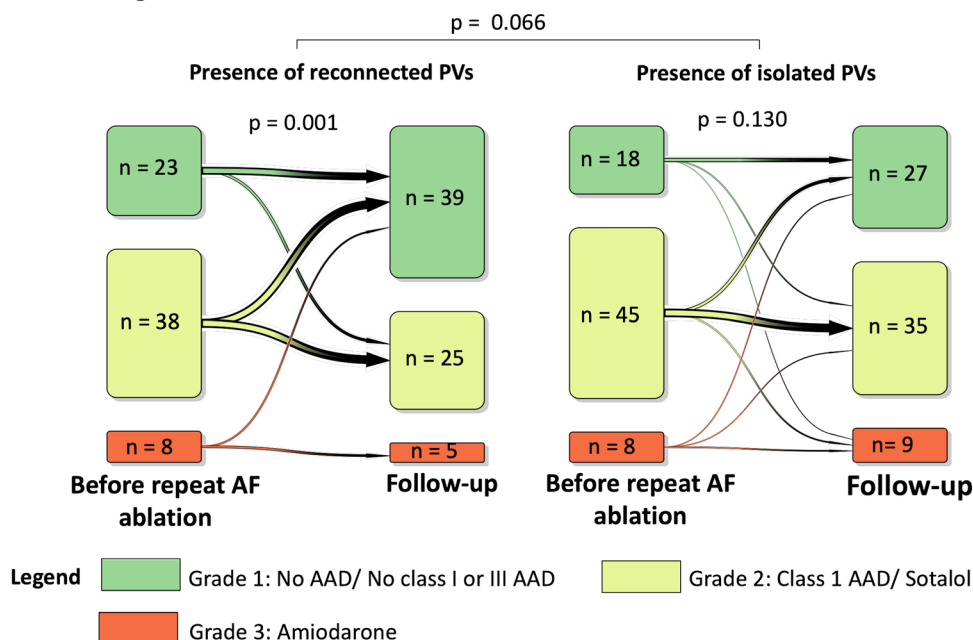 p = 0.066
Presence of reconnected PVs
Presence of isolated PVs
p = 0.001
p = 0.130
n = 23
n = 39
n = 18
n = 27
n = 38
n = 25
n = 45
n = 35
n = 8
n = 5
n = 8
n= 9
Before repeat AF
ablation
Follow-up
Before repeat AF
ablation
Follow-up
Legend
Grade 1: No AAD/ No class I or III AAD
Grade 2: Class 1 AAD/ Sotalol
Grade 3: Amiodarone